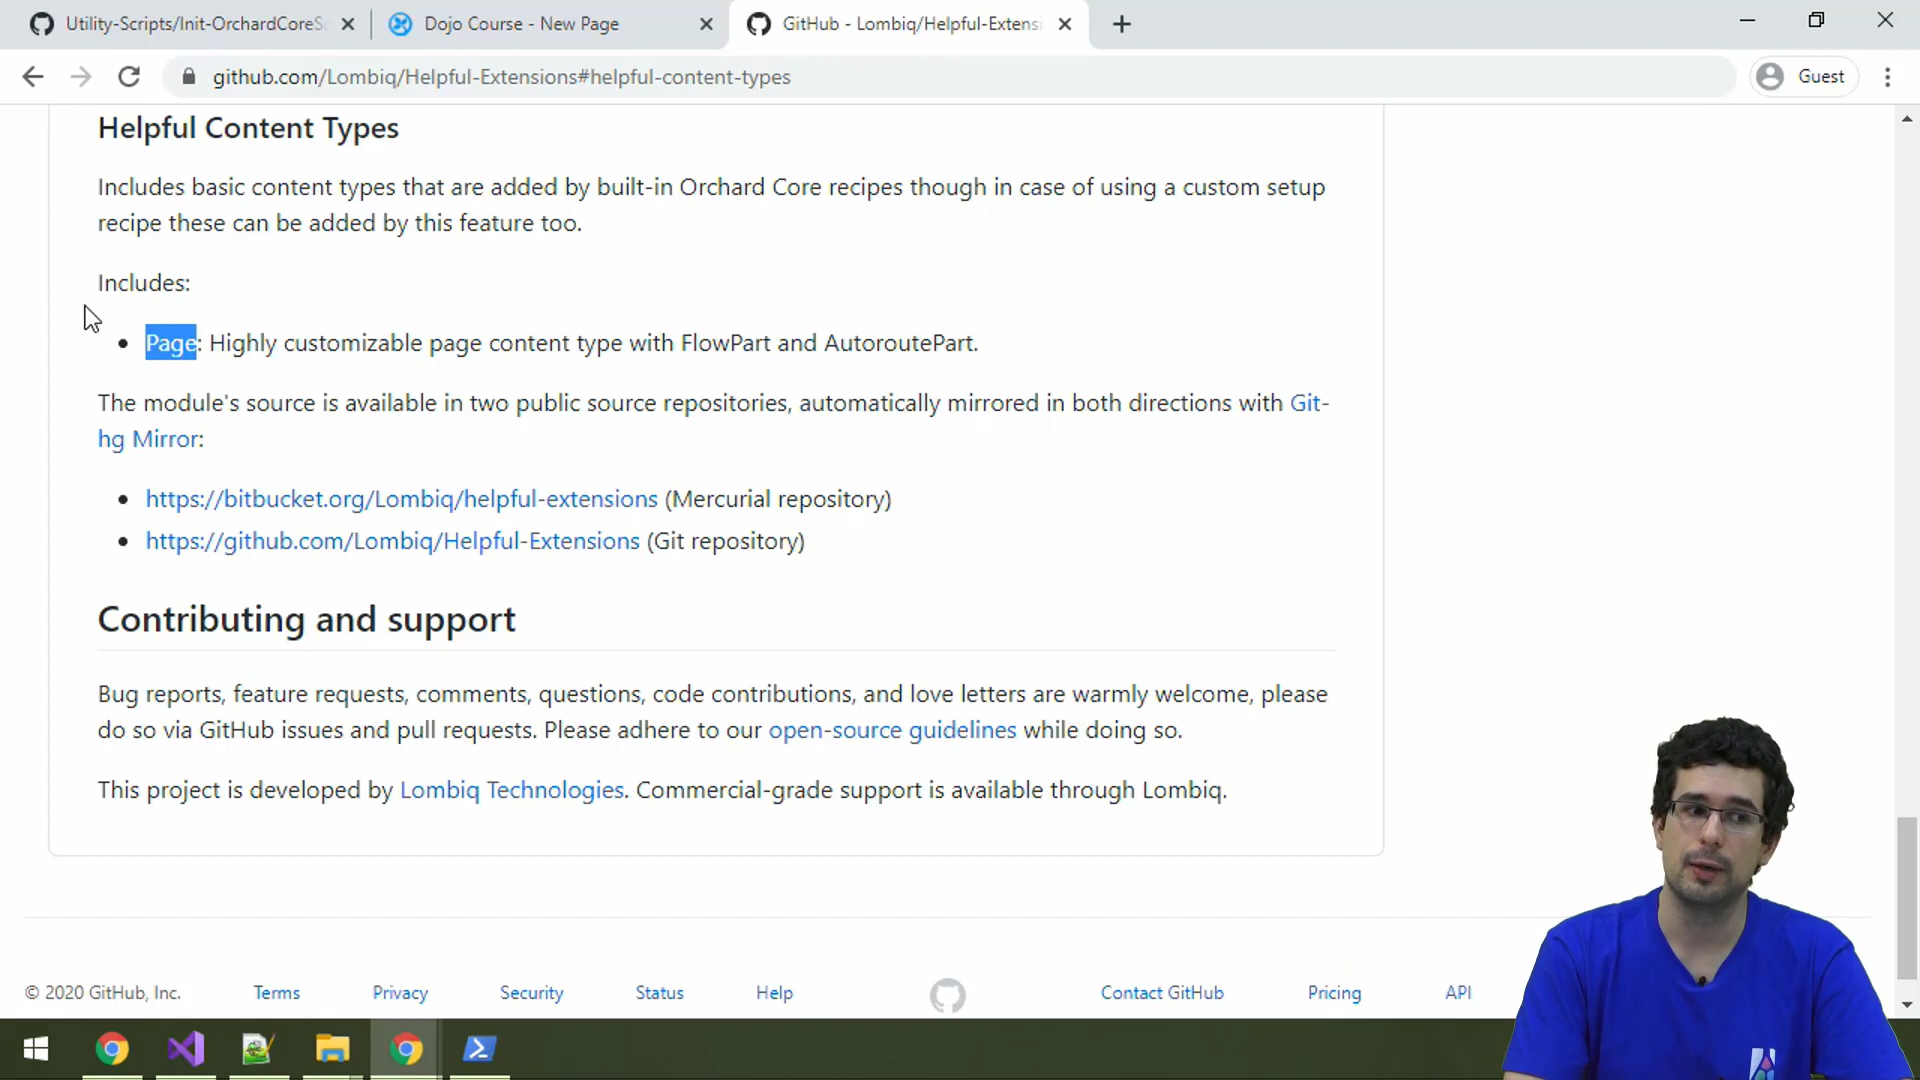 Utility-Scripts/Init-OrchardCoreSc
Dojo Course - New Page
GitHub - Lombiq/Helpful-Extensi
github.com/Lombiq/Helpful-Extensions#helpful-content-types
Guest
Helpful Content Types
Includes basic content types that are added by built-in Orchard Core recipes though in case of using a custom setup
recipe these can be added by this feature too.
Includes:
Page: Highly customizable page content type with FlowPart and AutoroutePart.
The module's source is available in two public source repositories, automatically mirrored in both directions with Git-
hg Mirror:
https://bitbucket.org/Lombiq/helpful-extensions (Mercurial repository)
https://github.com/Lombiq/Helpful-Extensions (Git repository)
Contributing and support
Bug reports, feature requests, comments, questions, code contributions, and love letters are warmly welcome, please
do so via GitHub issues and pull requests. Please adhere to our open-source guidelines while doing so.
This project is developed by Lombiq Technologies. Commercial-grade support is available through Lombiq.
© 2020 GitHub, Inc. Terms Privacy Security Status Help Contact GitHub Pricing API